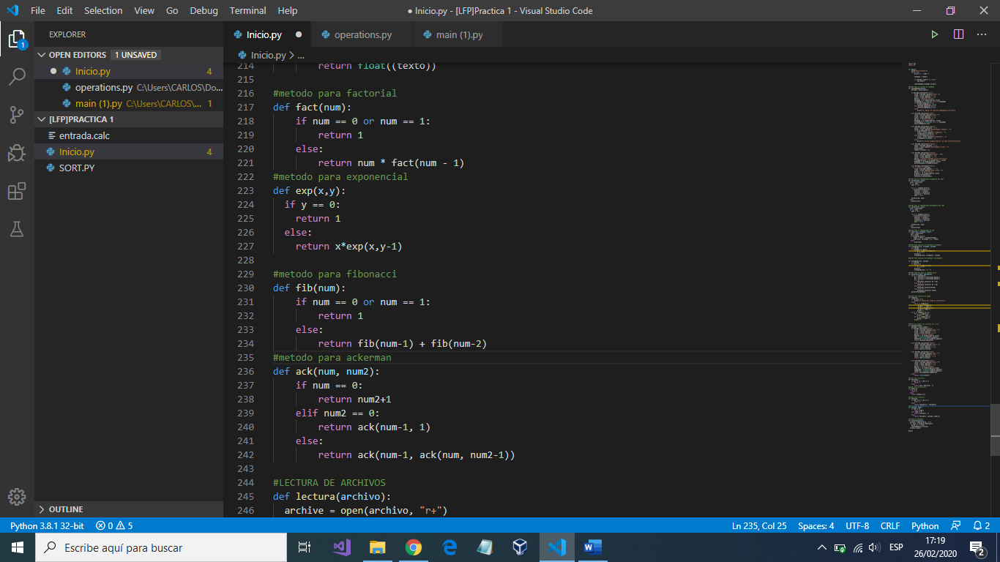 File Edit Selection View Go Debug Terminal Help
● Inicio.py - [LFP]Practica 1 - Visual Studio Code
1
EXPLORER
OPEN EDITORS 1 UNSAVED
Inicio.py 4
operations.py C:\Users\CARLOS\Do...
main (1).py C:\Users\CARLOS\... 1
[LFP]PRACTICA 1
entrada.calc
Inicio.py 4
SORT.PY
OUTLINE
Inicio.py ●
operations.py
main (1).py
Inicio.py > ...
214 return float((texto))
215
216 #metodo para factorial
217 def fact(num):
218 if num == 0 or num == 1:
219 return 1
220 else:
221 return num * fact(num - 1)
222 #metodo para exponencial
223 def exp(x,y):
224 if y == 0:
225 return 1
226 else:
227 return x*exp(x,y-1)
228
229 #metodo para fibonacci
230 def fib(num):
231 if num == 0 or num == 1:
232 return 1
233 else:
234 return fib(num-1) + fib(num-2)
235 #metodo para ackerman
236 def ack(num, num2):
237 if num == 0:
238 return num2+1
239 elif num2 == 0:
240 return ack(num-1, 1)
241 else:
242 return ack(num-1, ack(num, num2-1))
243
244 #LECTURA DE ARCHIVOS
245 def lectura(archivo):
246 archive = open(archivo, "r+")
Python 3.8.1 32-bit 0 5
Ln 235, Col 25 Spaces: 4 UTF-8 CRLF Python 2
Escribe aquí para buscar
ESP
17:19
26/02/2020
2